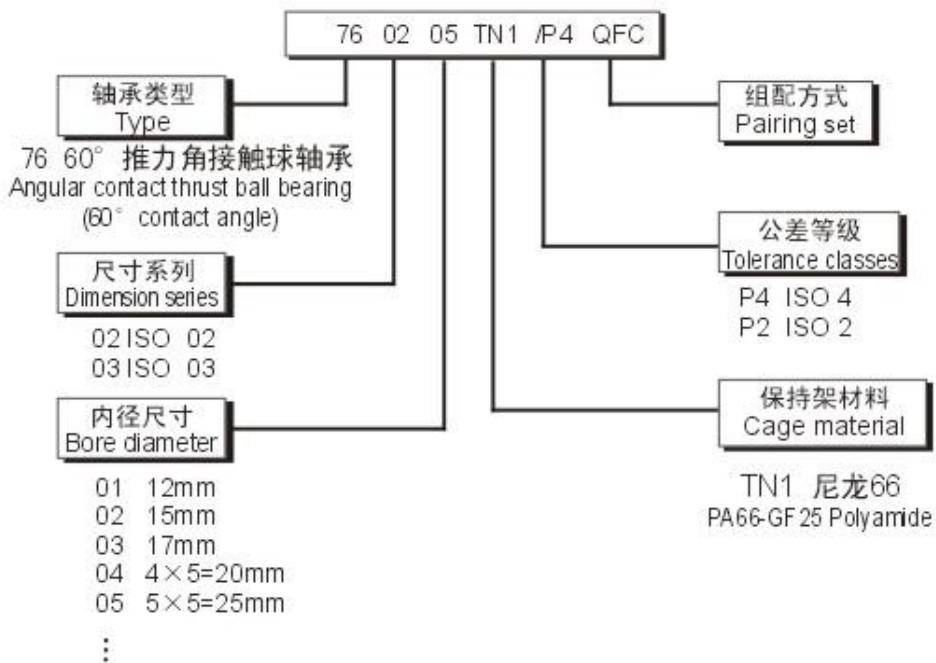 76 02 05 TN1 /P4 QFC
轴承类型
Type
76 60° 推力角接触球轴承
Angular contact thrust ball bearing
(60° contact angle)
尺寸系列
Dimension series
02 ISO 02
03 ISO 03
内径尺寸
Bore diameter
01 12mm
02 15mm
03 17mm
04 4×5=20mm
05 5×5=25mm
⋮
组配方式
Pairing set
公差等级
Tolerance classes
P4 ISO 4
P2 ISO 2
保持架材料
Cage material
TN1 尼龙66
PA66-GF25 Polyamide